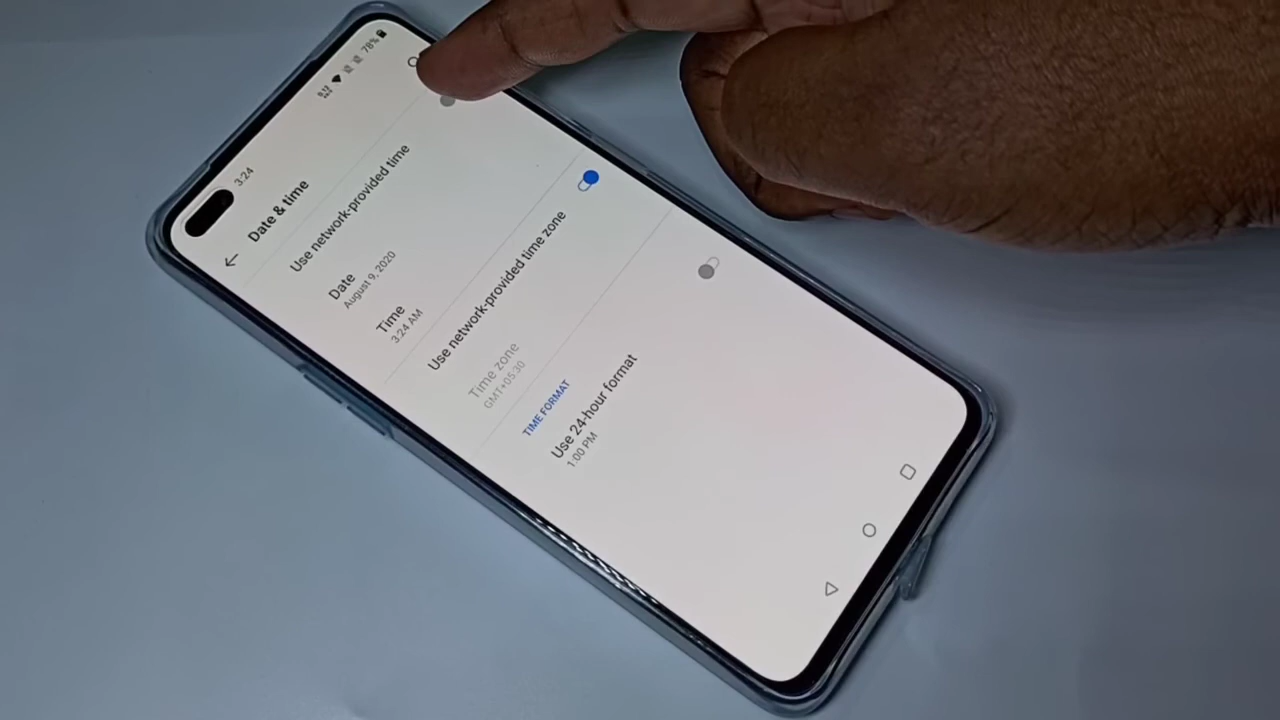 3:24
78%
Date & time
Use network-provided time
Date
August 9, 2020
Time
3:24 AM
Use network-provided time zone
Time zone
GMT+05:30
TIME FORMAT
Use 24-hour format
1:00 PM